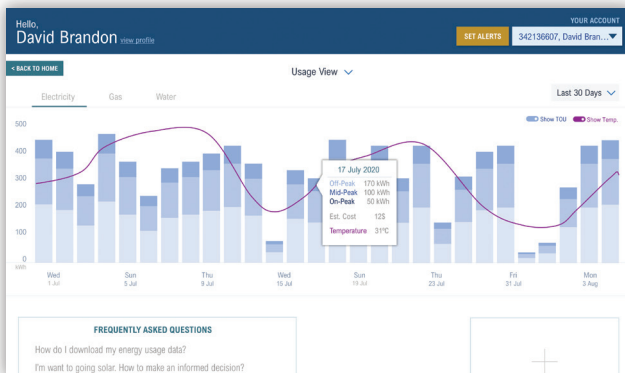 Hello,
David Brandon view profile
YOUR ACCOUNT
SET ALERTS
342136607, David Bran...
< BACK TO HOME
Usage View
Electricity Gas Water
Last 30 Days
Show TOU Show Temp.
500
400
300
200
100
0
kWh
17 July 2020
Off-Peak 170 kWh
Mid-Peak 100 kWh
On-Peak 50 kWh
Est. Cost 12$
Temperature 31ºC
Wed Sun Thu Wed Sun Thu Fri Mon
1 Jul 5 Jul 9 Jul 15 Jul 19 Jul 23 Jul 31 Jul 3 Aug
FREQUENTLY ASKED QUESTIONS
How do I download my energy usage data?
I'm want to going solar. How to make an informed decision?